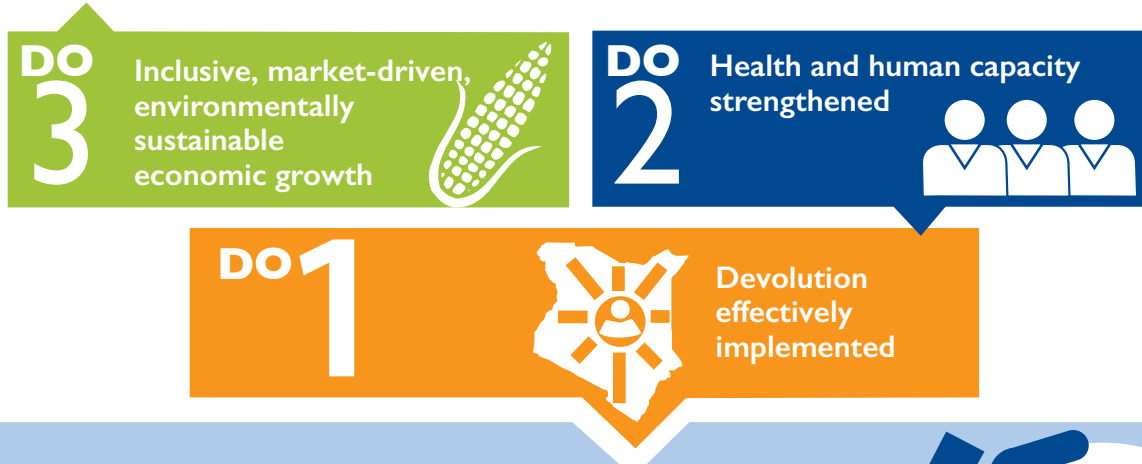 DO
3
Inclusive, market-driven,
environmentally
sustainable
economic growth
DO
2
Health and human capacity
strengthened
DO 1
Devolution
effectively
implemented